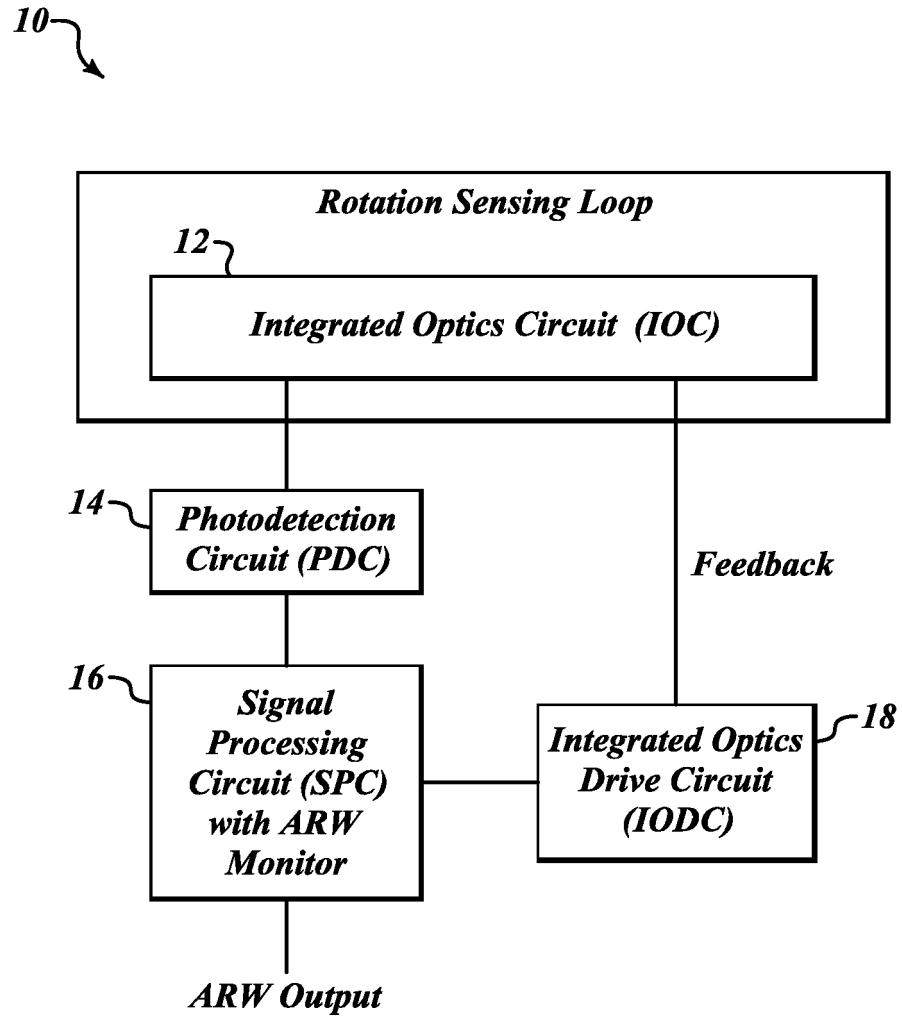 10
Rotation Sensing Loop
12
Integrated Optics Circuit (IOC)
14
Photodetection
Circuit (PDC)
Feedback
16
Signal
Processing
Circuit (SPC)
with ARW
Monitor
18
Integrated Optics
Drive Circuit
(IODC)
ARW Output